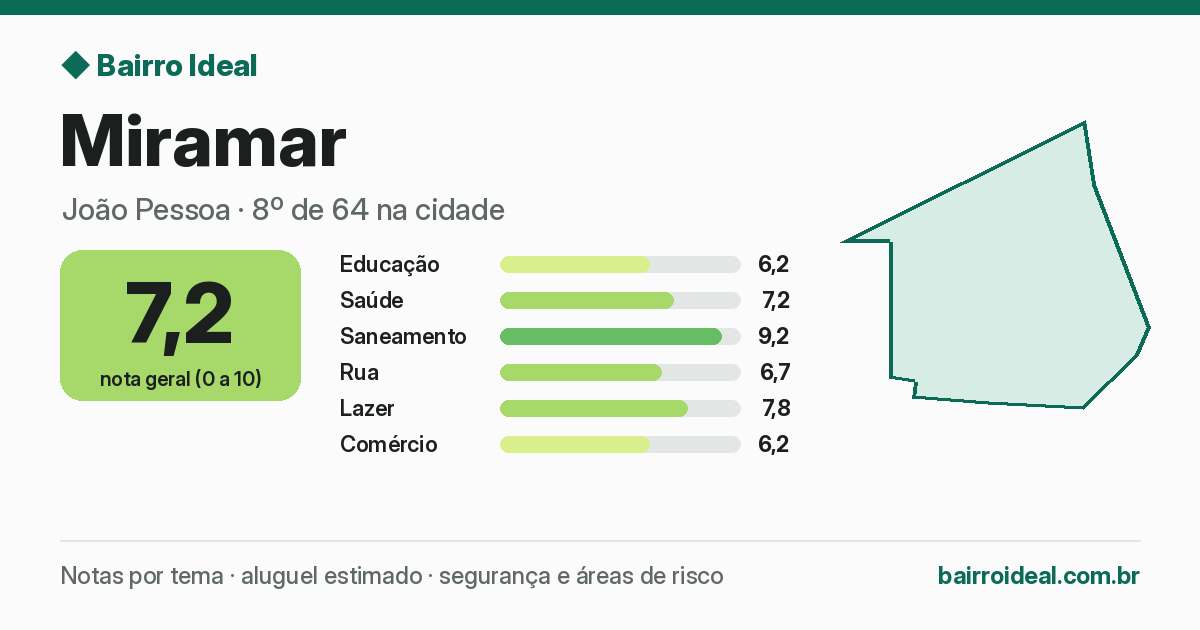 Bairro Ideal
Miramar
João Pessoa · 8º de 64 na cidade
7,2
nota geral (0 a 10)
Educação 6,2
Saúde 7,2
Saneamento 9,2
Rua 6,7
Lazer 7,8
Comércio 6,2
Notas por tema · aluguel estimado · segurança e áreas de risco
bairroideal.com.br